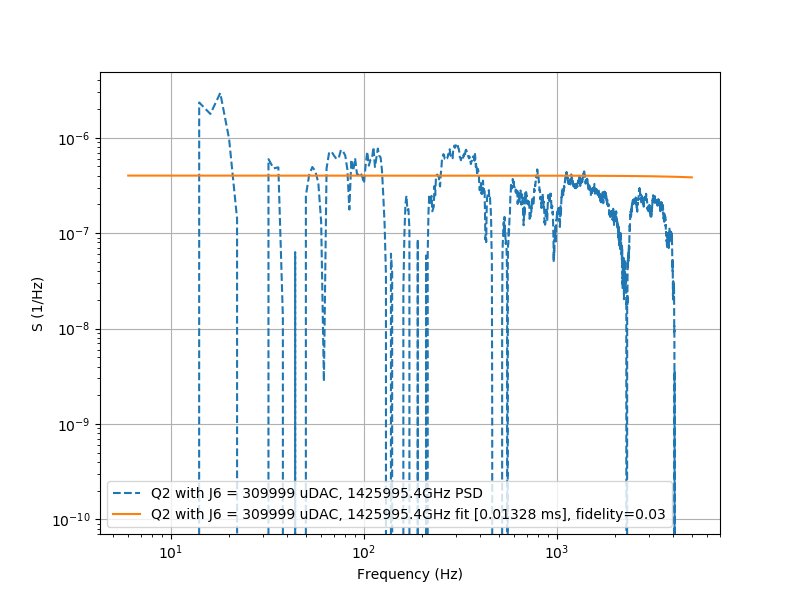 10⁻⁶
10⁻⁷
10⁻⁸
10⁻⁹
10⁻¹⁰
S (1/Hz)
Q2 with J6 = 309999 uDAC, 1425995.4GHz PSD
Q2 with J6 = 309999 uDAC, 1425995.4GHz fit [0.01328 ms], fidelity=0.03
10¹ 10² 10³
Frequency (Hz)